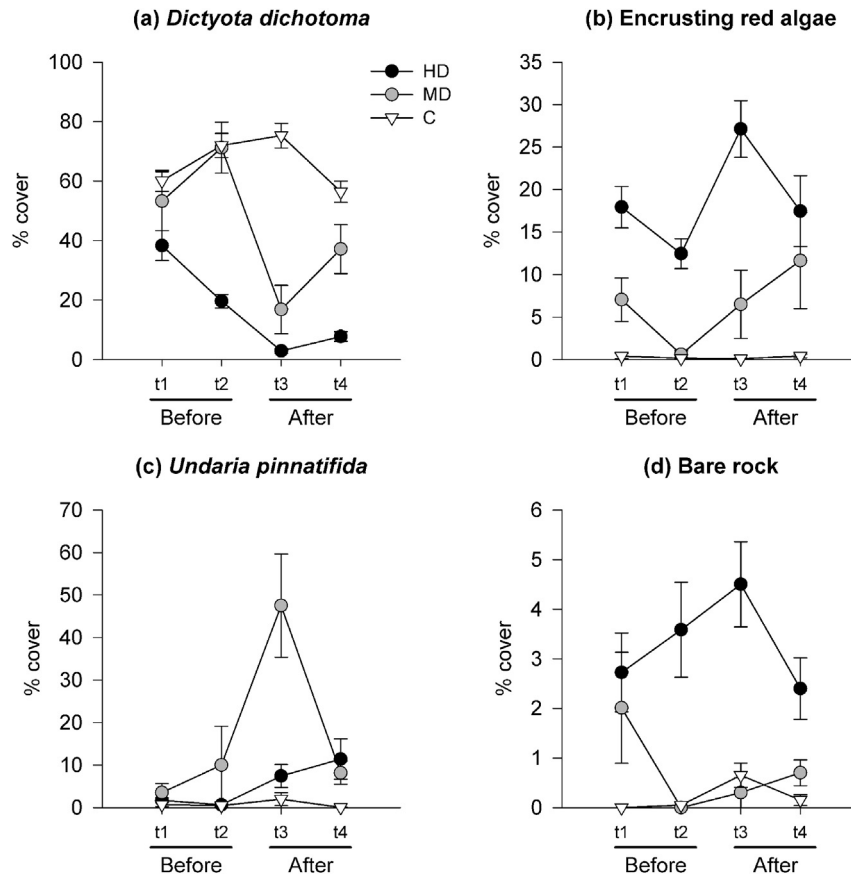 (a) Dictyota dichotoma
(b) Encrusting red algae
% cover
100
80
60
40
20
0
HD
MD
C
t1 t2 t3 t4
Before After
% cover
35
30
25
20
15
10
5
0
t1 t2 t3 t4
Before After
(c) Undaria pinnatifida
(d) Bare rock
% cover
70
60
50
40
30
20
10
0
t1 t2 t3 t4
Before After
% cover
6
5
4
3
2
1
0
t1 t2 t3 t4
Before After